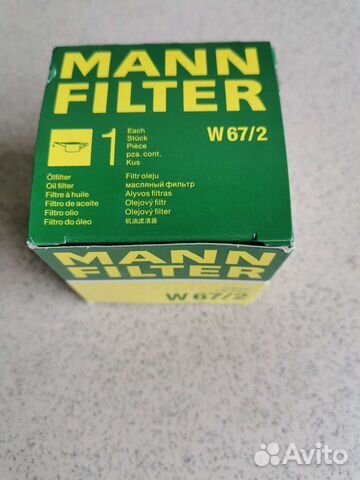 MANN
FILTER
1
Each
Stück
Pièce
pza. cont.
Kus
W 67/2
Ölfilter
Oil filter
Filtre à huile
Filtro de aceite
Filtro olio
Filtro do óleo
Filtr oleju
масляный фильтр
Alyvos filtras
Olejový filtr
Olejový filter
机油滤清器
MANN
FILTER
W 67/2
Avito